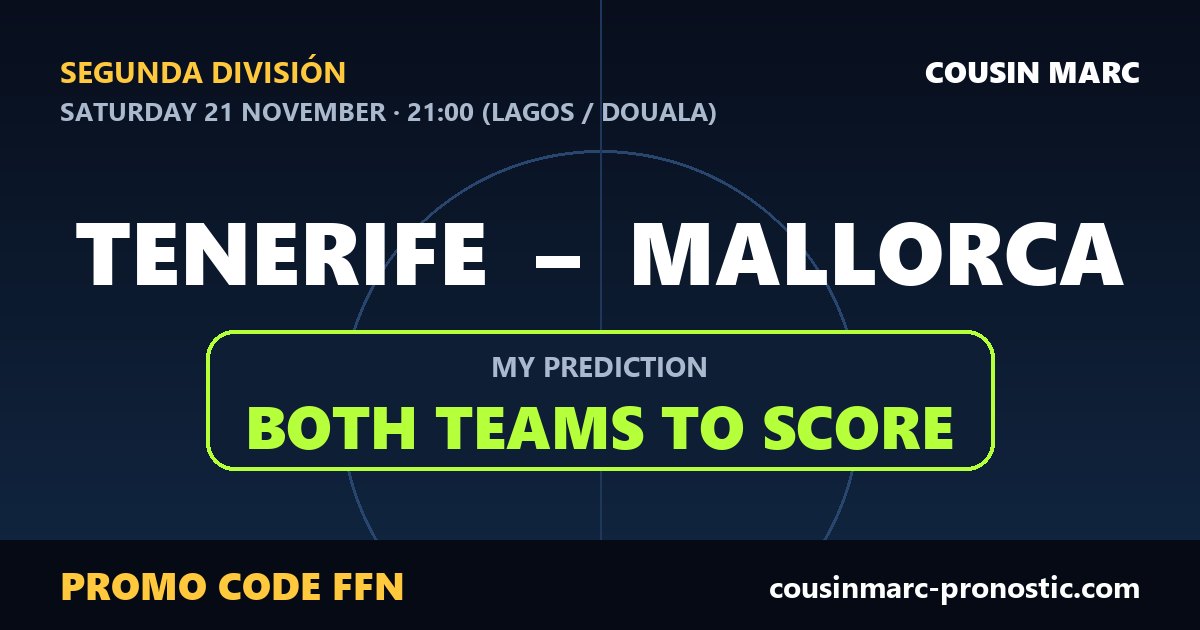 SEGUNDA DIVISIÓN
COUSIN MARC
SATURDAY 21 NOVEMBER · 21:00 (LAGOS / DOUALA)
TENERIFE – MALLORCA
MY PREDICTION
BOTH TEAMS TO SCORE
PROMO CODE FFN
cousinmarc-pronostic.com